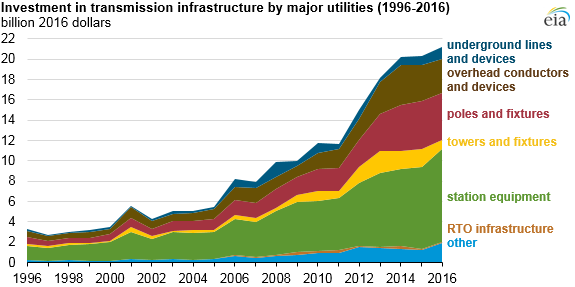 Investment in transmission infrastructure by major utilities (1996-2016)
billion 2016 dollars
eia
22
20
18
16
14
12
10
8
6
4
2
0
1996 1998 2000 2002 2004 2006 2008 2010 2012 2014 2016
underground lines
and devices
overhead conductors
and devices
poles and fixtures
towers and fixtures
station equipment
RTO infrastructure
other